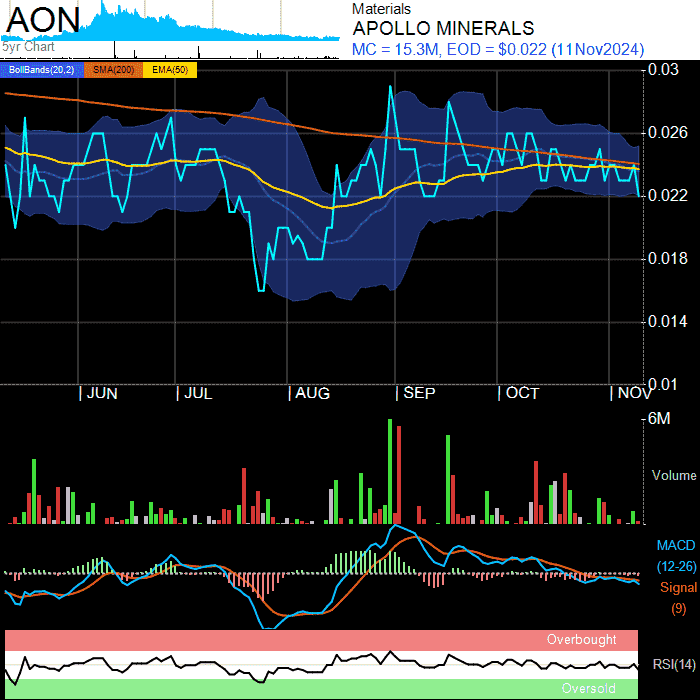 AON
5yr Chart
Materials
APOLLO MINERALS
MC = 15.3M, EOD = $0.022 (11Nov2024)
BollBands(20,2) SMA(200) EMA(50)
0.03
0.026
0.022
0.018
0.014
0.01
JUN JUL AUG SEP OCT NOV
6M
Volume
MACD
(12-26)
Signal
(9)
Overbought
RSI(14)
Oversold